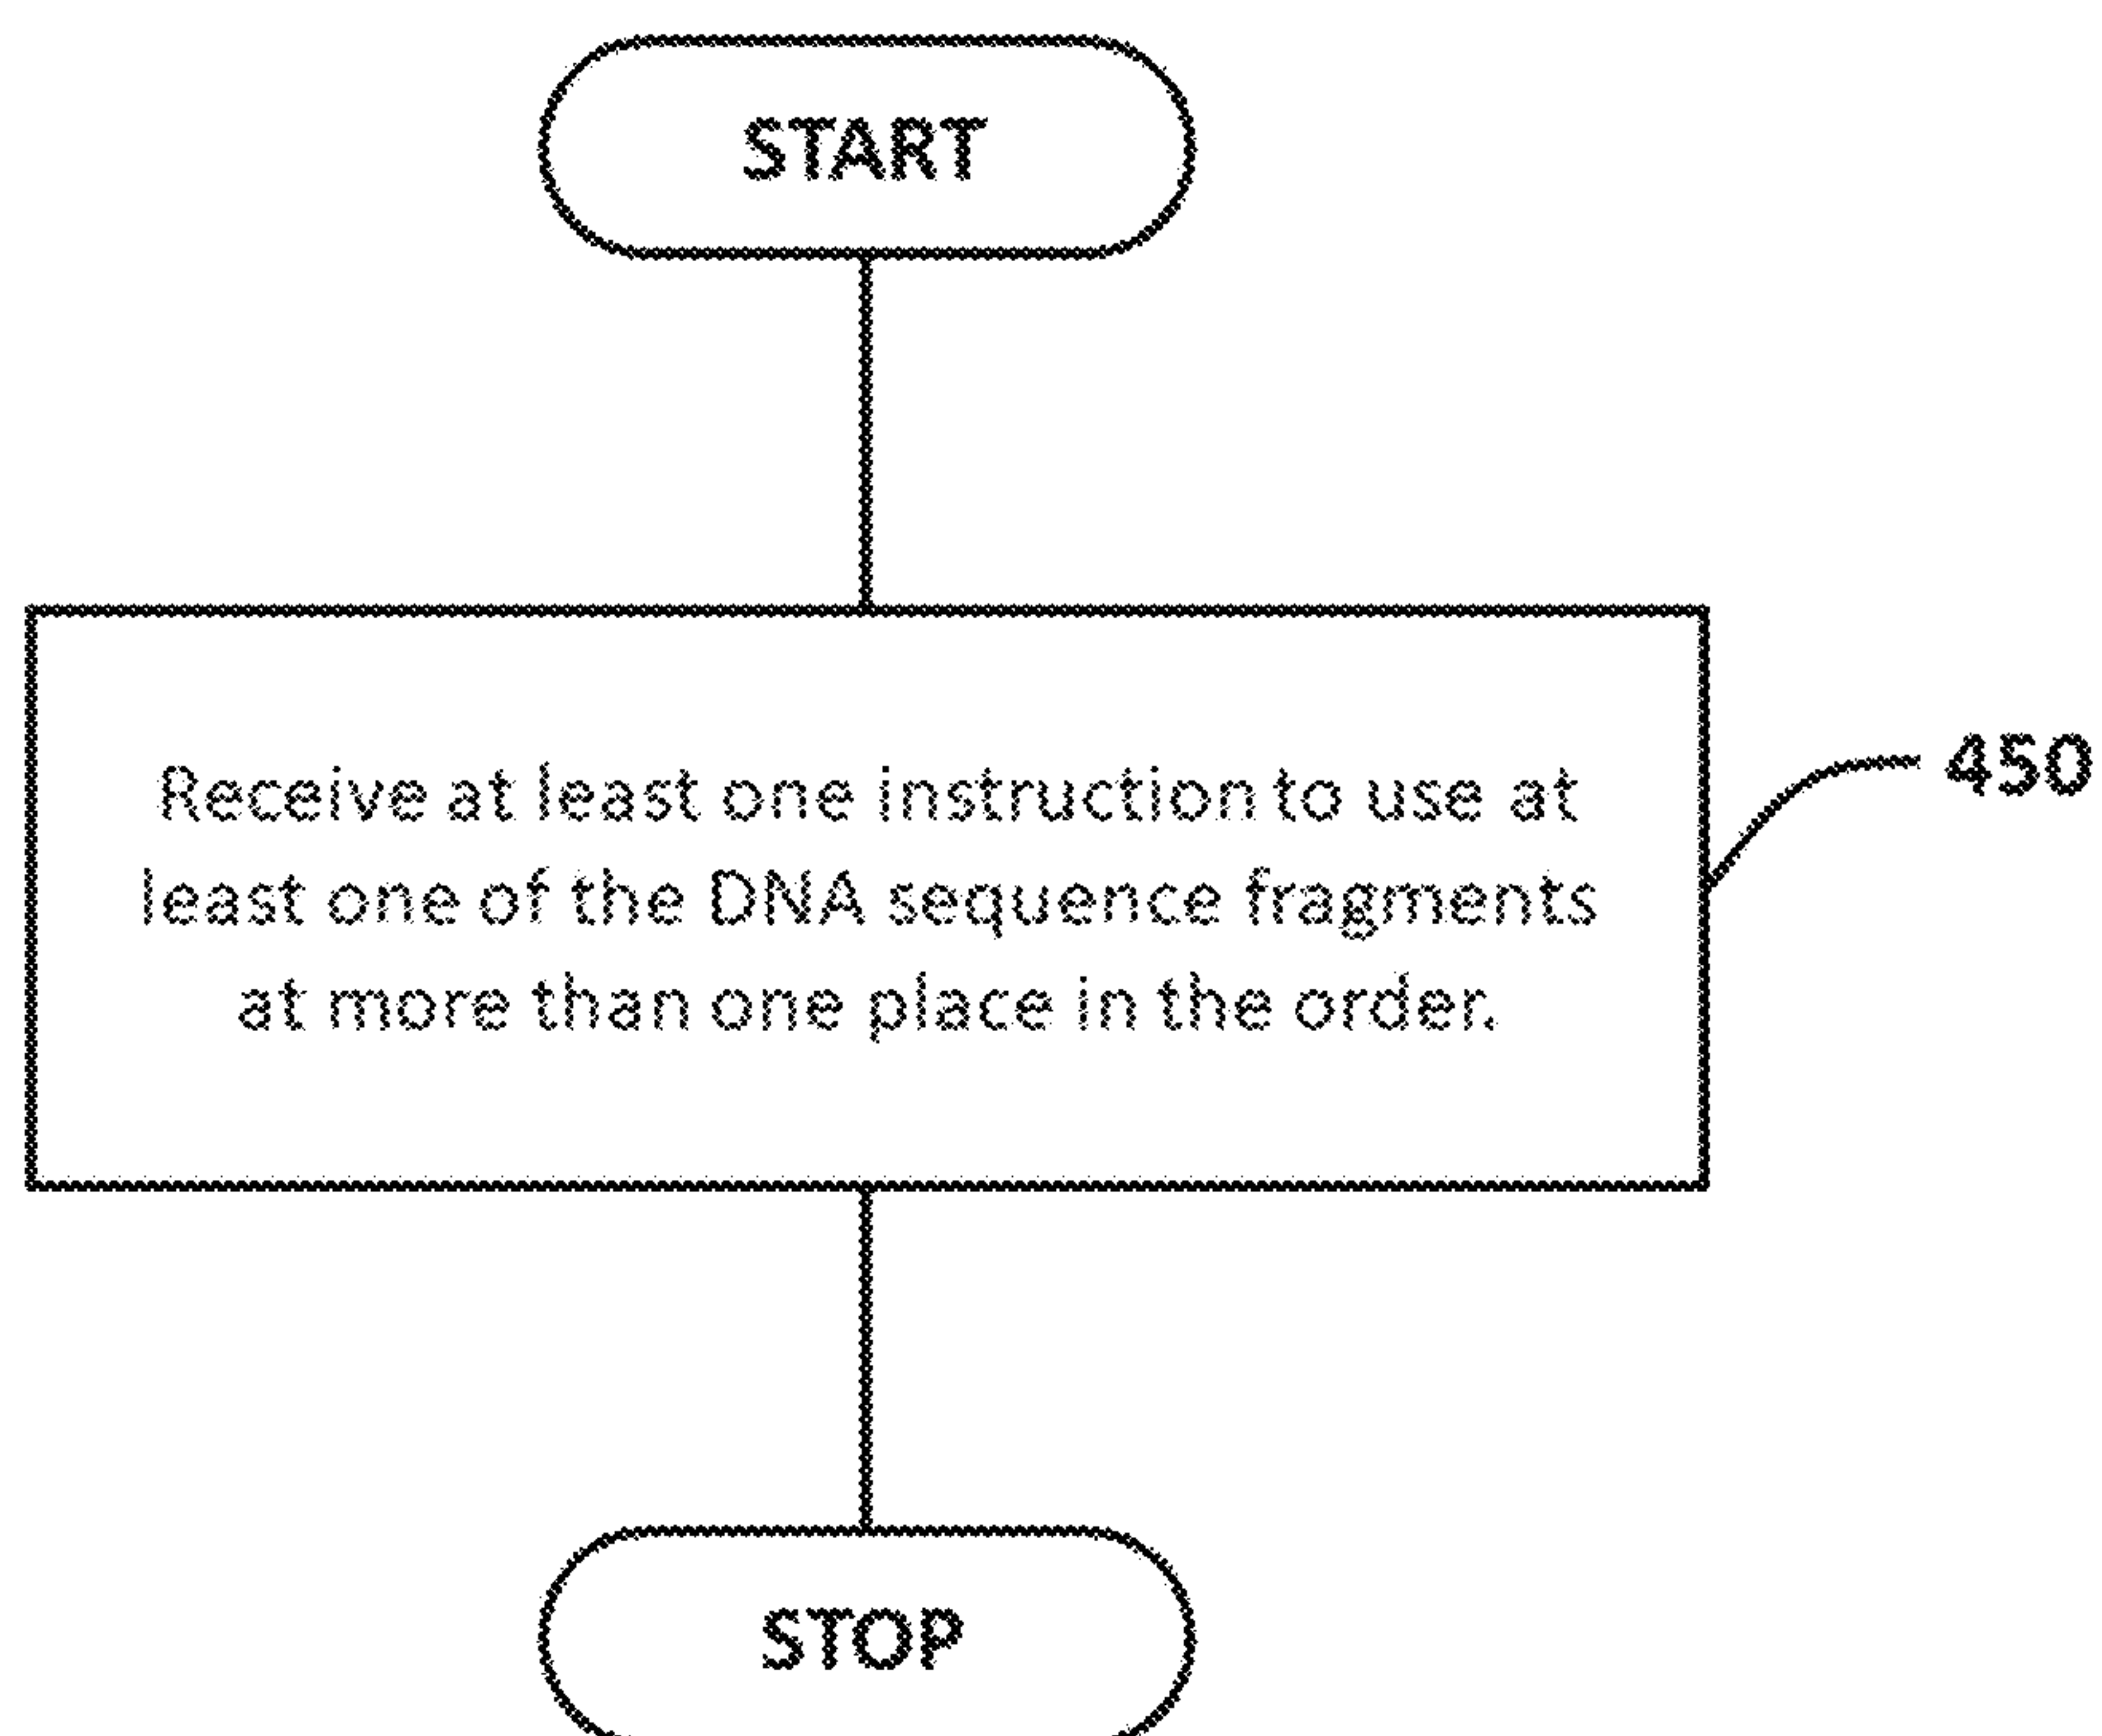 START
Receive at least one instruction to use at
450
least one of the DNA sequence fragments
at more than one place in the order.
STOP